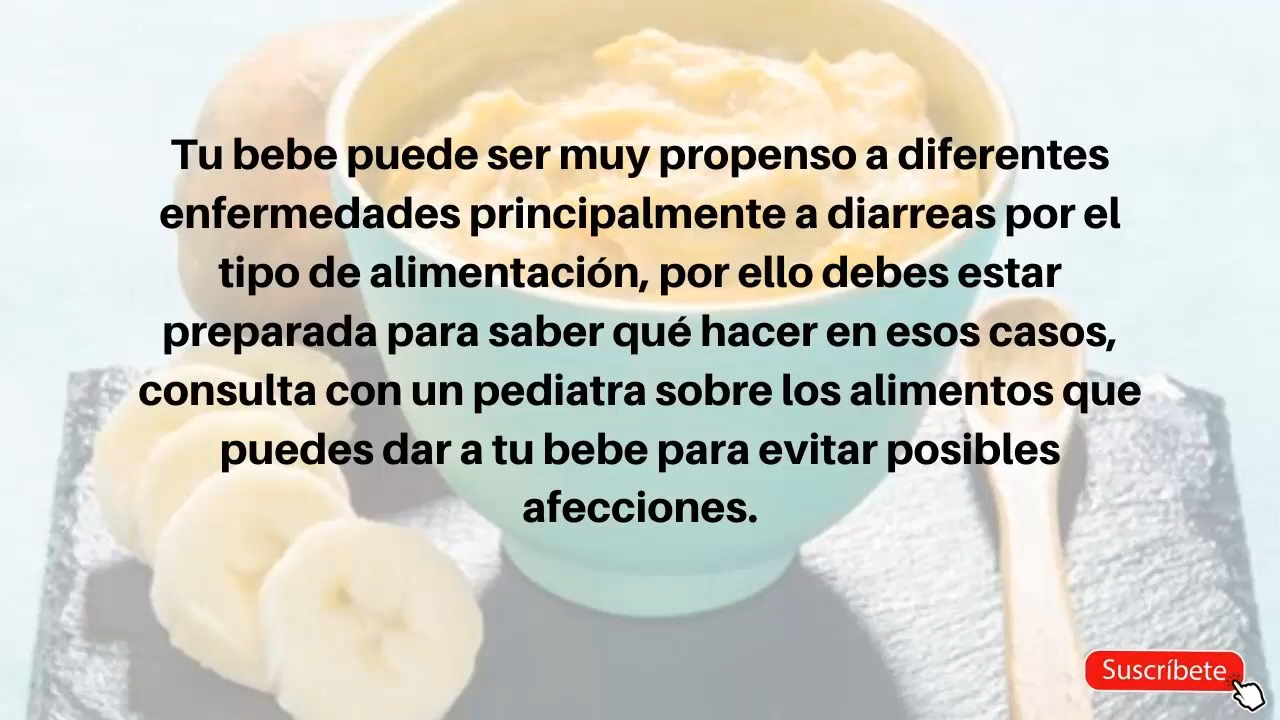 Tu bebe puede ser muy propenso a diferentes
enfermedades principalmente a diarreas por el
tipo de alimentación, por ello debes estar
preparada para saber qué hacer en esos casos,
consulta con un pediatra sobre los alimentos que
puedes dar a tu bebe para evitar posibles
afecciones.
Suscríbete